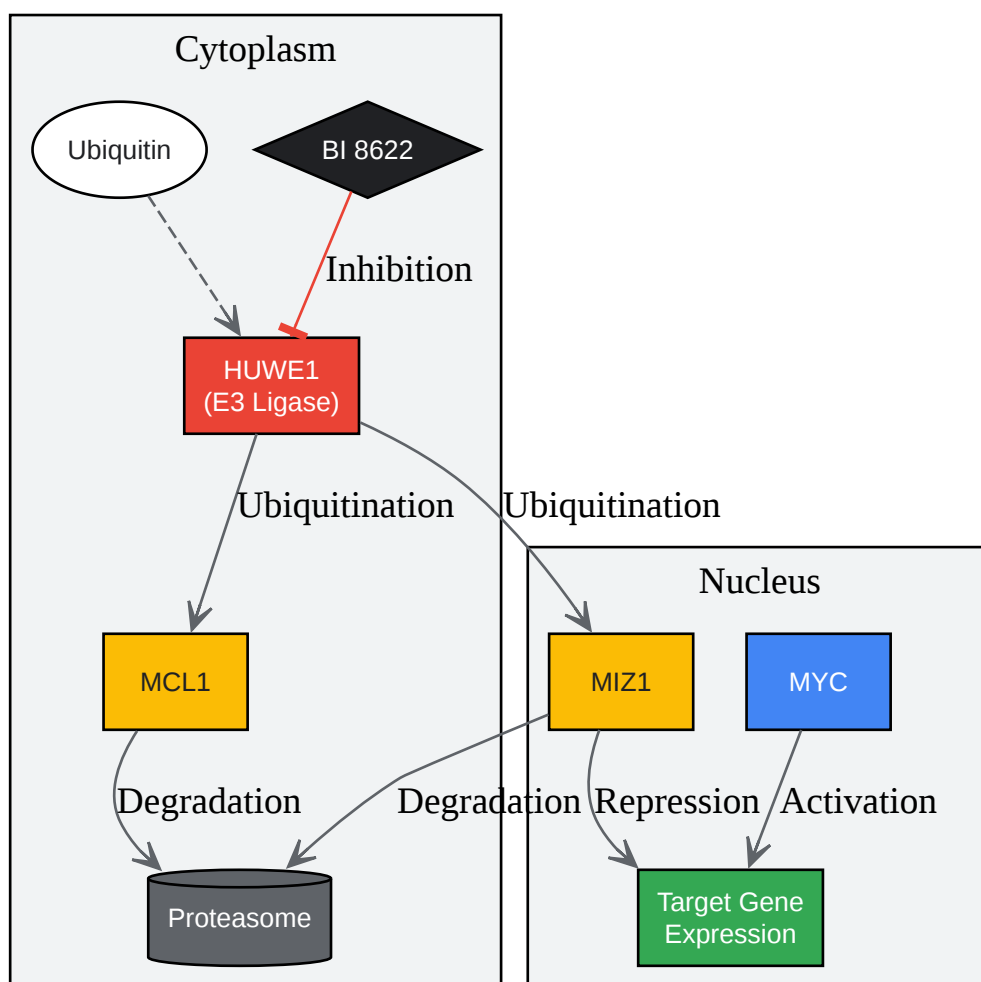 Cytoplasm
Ubiquitin
BI 8622
Inhibition
HUWE1
(E3 Ligase)
Ubiquitination
Ubiquitination
Nucleus
MCL1
MIZ1
MYC
Degradation
Degradation
Repression
Activation
Proteasome
Target Gene
Expression